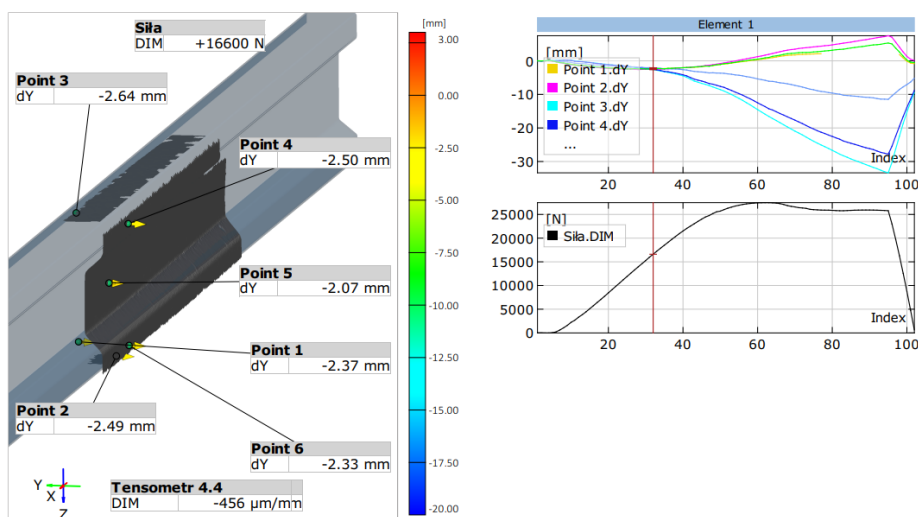 Siła
DIM +16600 N
Point 3
dY -2.64 mm
Point 4
dY -2.50 mm
Point 5
dY -2.07 mm
Point 1
dY -2.37 mm
Point 2
dY -2.49 mm
Point 6
dY -2.33 mm
Tensometr 4.4
DIM -456 µm/mm
Y
X
Z
[mm]
3.00
0.00
-2.50
-5.00
-7.50
-10.00
-12.50
-15.00
-17.50
-20.00
Element 1
[mm]
Point 1.dY
Point 2.dY
Point 3.dY
Point 4.dY
...
0
-10
-20
-30
Index
20 40 60 80 100
[N]
Siła.DIM
25000
20000
15000
10000
5000
0
Index
20 40 60 80 100